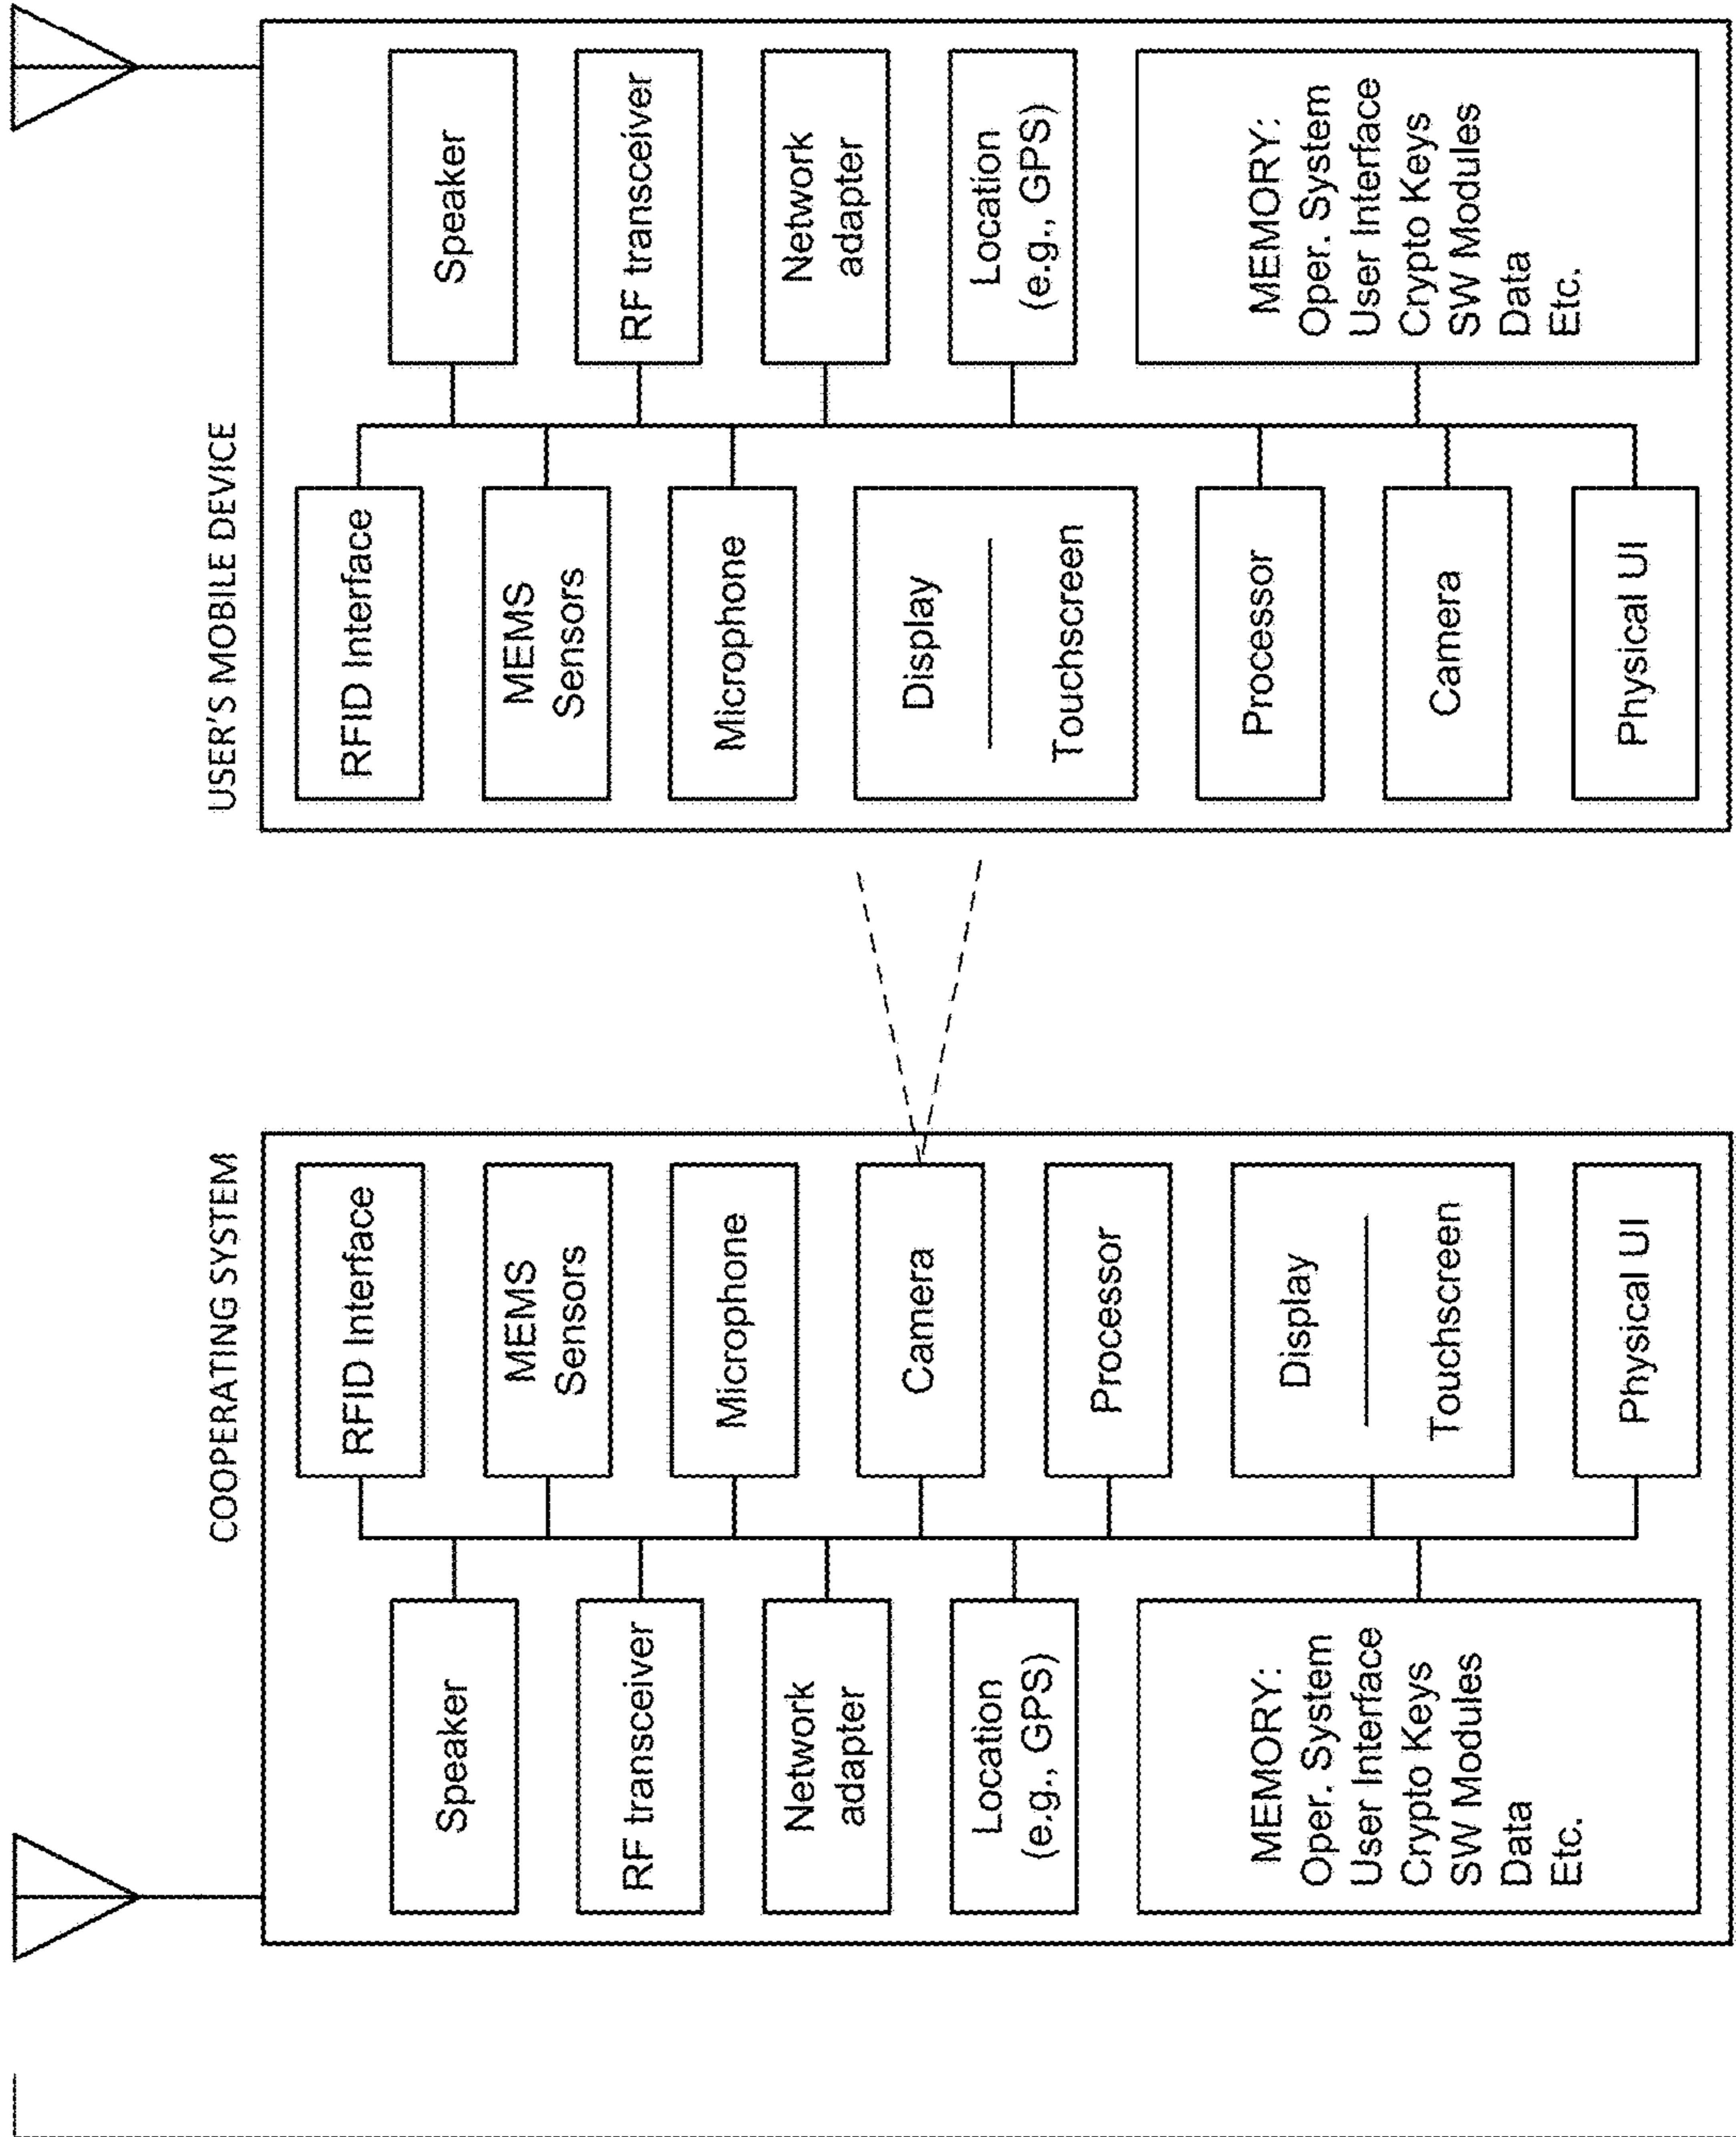 COOPERATING SYSTEM
Speaker
RF transceiver
Network
adapter
Location
(e.g., GPS)
MEMORY:
Oper. System
User Interface
Crypto Keys
SW Modules
Data
Etc.
RFID Interface
MEMS
Sensors
Microphone
Camera
Processor
Display
Touchscreen
Physical UI
USER'S MOBILE DEVICE
RFID Interface
MEMS
Sensors
Microphone
Display
Touchscreen
Processor
Camera
Physical UI
Speaker
RF transceiver
Network
adapter
Location
(e.g., GPS)
MEMORY:
Oper. System
User Interface
Crypto Keys
SW Modules
Data
Etc.